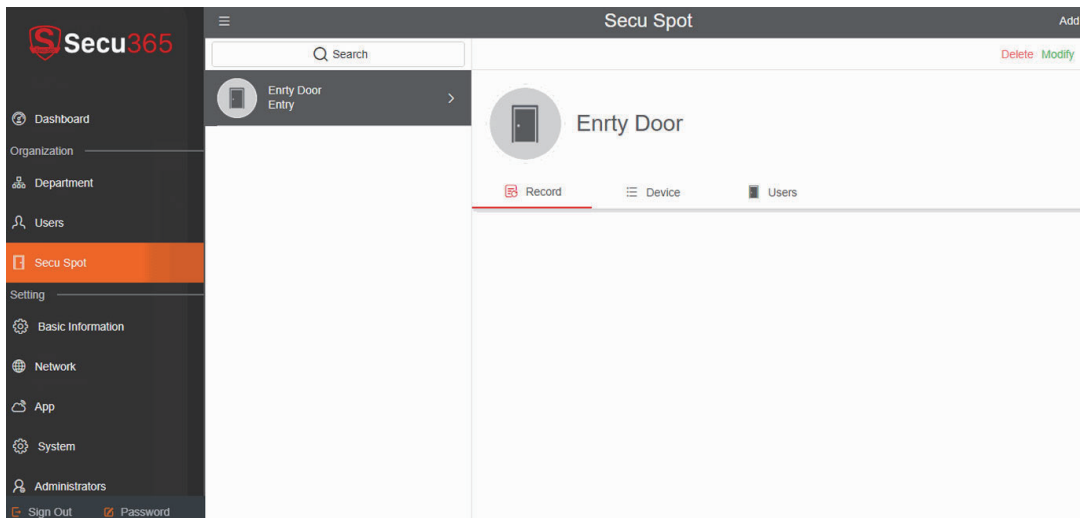 Secu365
Dashboard
Organization
Department
Users
Secu Spot
Setting
Basic Information
Network
App
System
Administrators
Sign Out Password
Secu Spot Add
Search
Delete Modify
Enrty Door
Entry
Enrty Door
Record Device Users